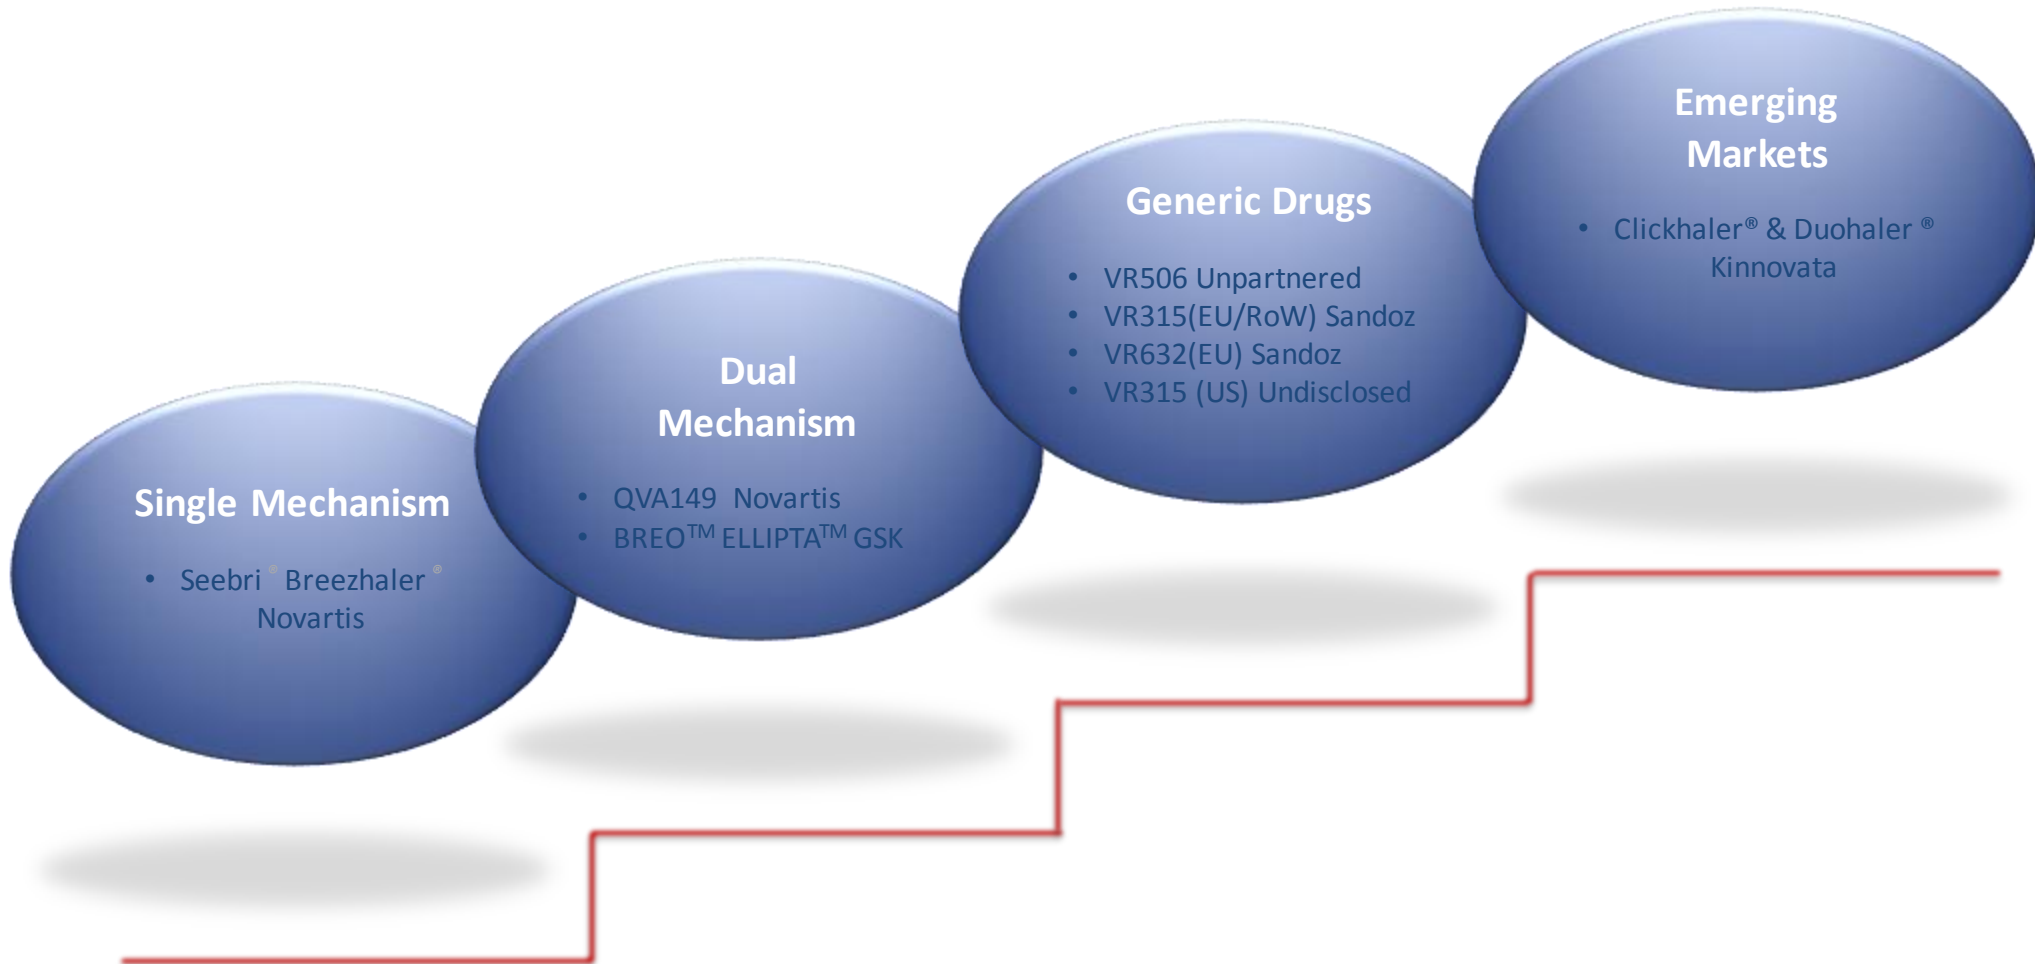 Single Mechanism
• Seebri ® Breezhaler ®
Novartis
Dual
Mechanism
• QVA149 Novartis
• BREO™ ELLIPTA™ GSK
Generic Drugs
• VR506 Unpartnered
• VR315(EU/RoW) Sandoz
• VR632(EU) Sandoz
• VR315 (US) Undisclosed
Emerging
Markets
• Clickhaler® & Duohaler ®
Kinnovata